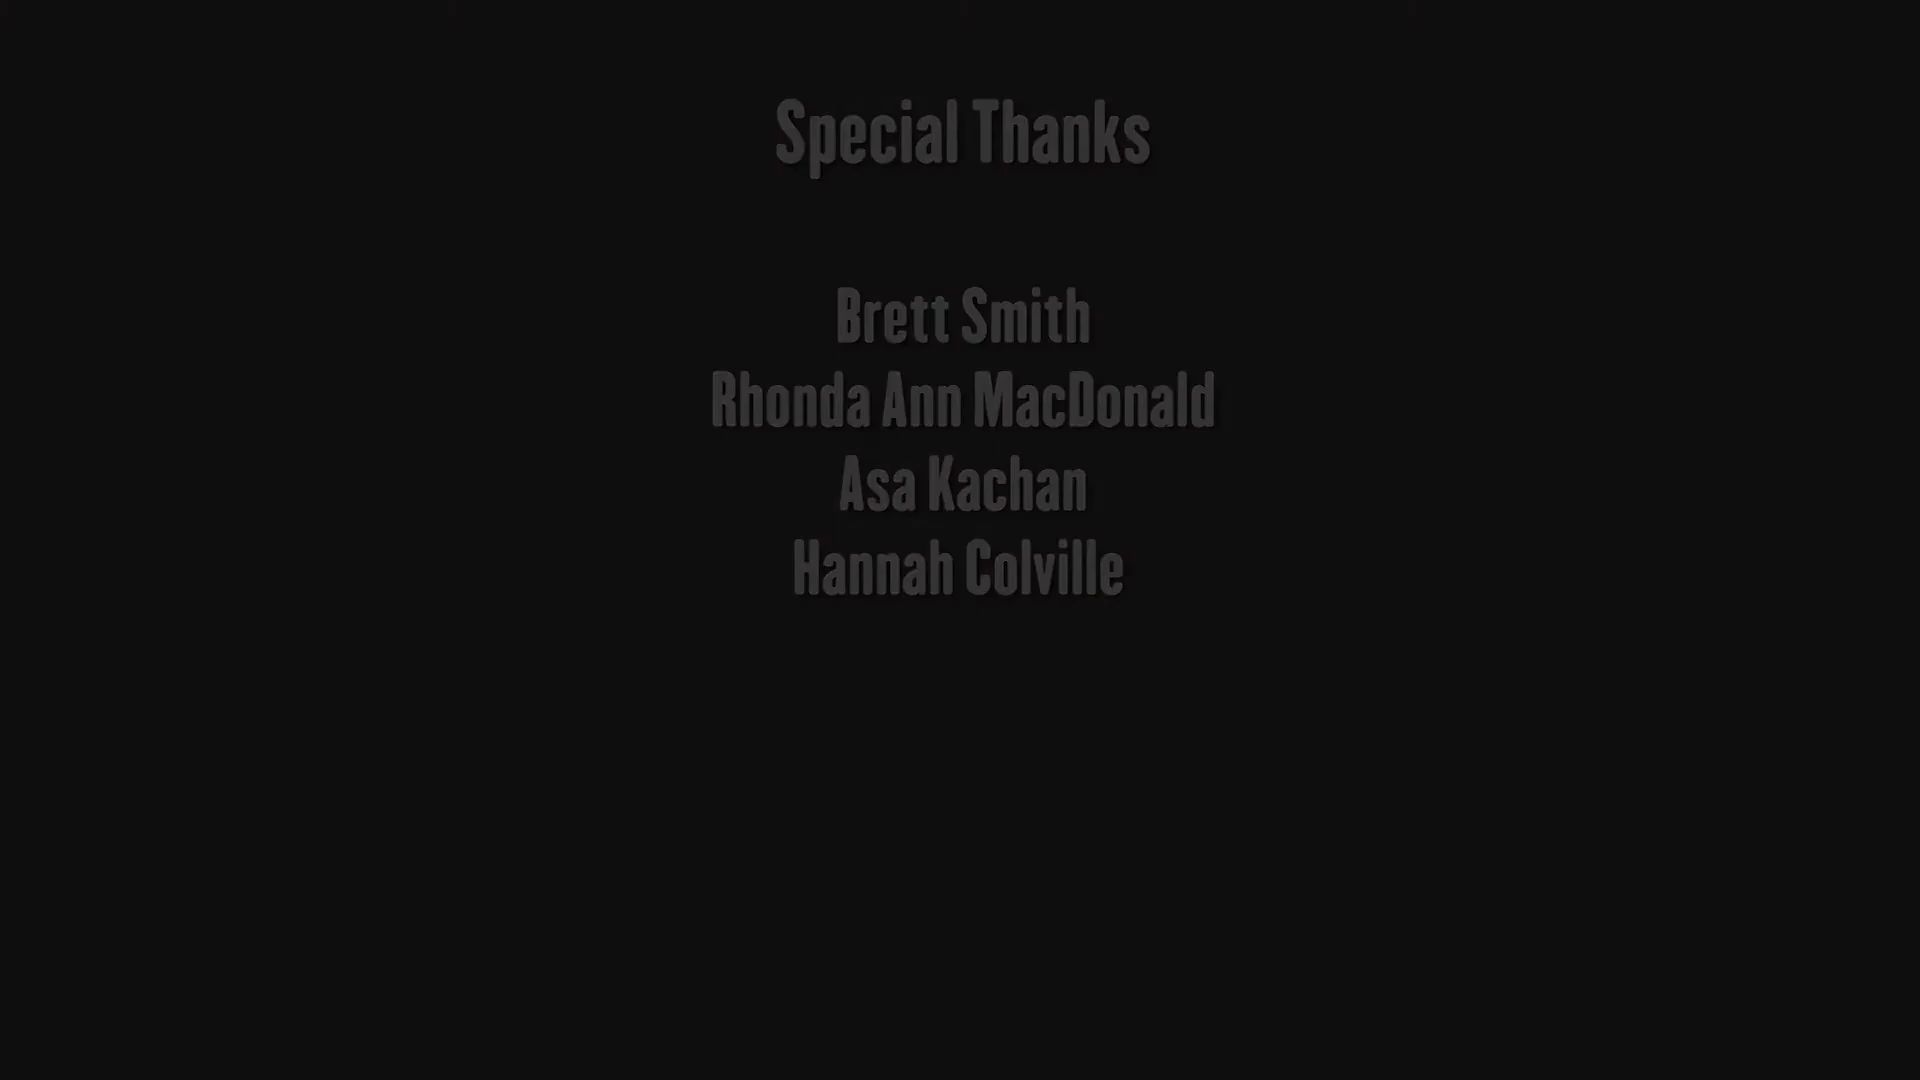 Special Thanks
Brett Smith
Rhonda Ann MacDonald
Asa Kachan
Hannah Colville